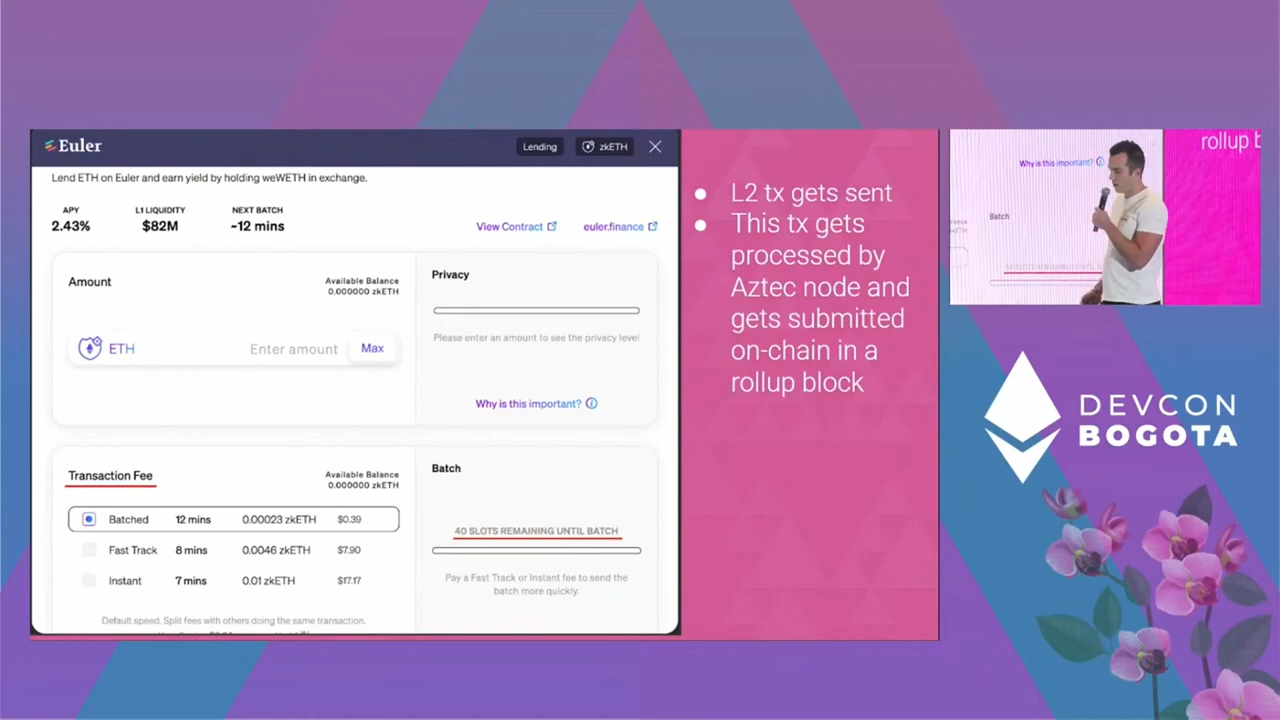 Euler
Lending
zkETH
Lend ETH on Euler and earn yield by holding weWETH in exchange.
APY
L1 LIQUIDITY
NEXT BATCH
2.43%
$82M
~12 mins
View Contract
euler.finance
Amount
Available Balance
0.000000 zkETH
ETH
Enter amount
Max
Privacy
Please enter an amount to see the privacy level
Why is this important?
Transaction Fee
Available Balance
0.000000 zkETH
Batched 12 mins 0.00023 zkETH $0.39
Fast Track 8 mins 0.0046 zkETH $7.90
Instant 7 mins 0.01 zkETH $17.17
Default speed. Split fees with others doing the same transaction.
Batch
40 SLOTS REMAINING UNTIL BATCH
Pay a Fast Track or Instant fee to send the
batch more quickly.
● L2 tx gets sent
● This tx gets
processed by
Aztec node and
gets submitted
on-chain in a
rollup block
Why is this important?
Batch
rollup b
DEVCON
BOGOTA